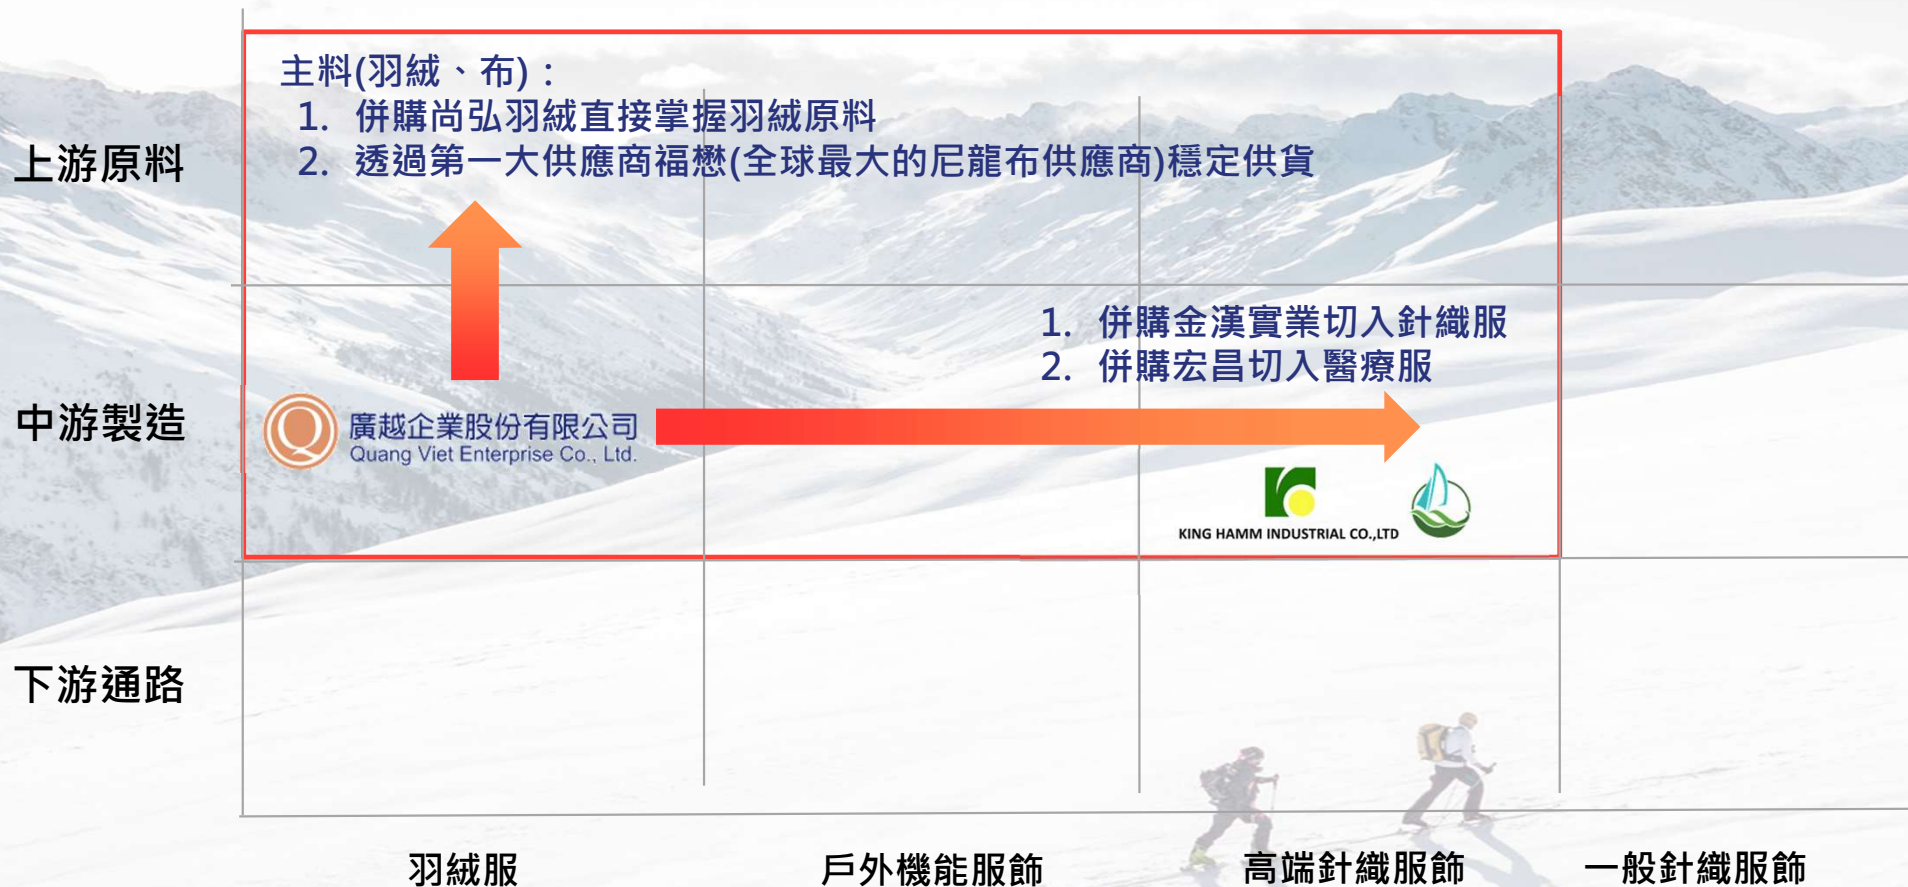 主料(羽絨、布)：
1. 併購尚弘羽絨直接掌握羽絨原料
2. 透過第一大供應商福懋(全球最大的尼龍布供應商)穩定供貨
上游原料
1. 併購金漢實業切入針織服
2. 併購宏昌切入醫療服
中游製造
廣越企業股份有限公司
Quang Viet Enterprise Co., Ltd.
KING HAMM INDUSTRIAL CO.,LTD
下游通路
羽絨服
戶外機能服飾
高端針織服飾
一般針織服飾